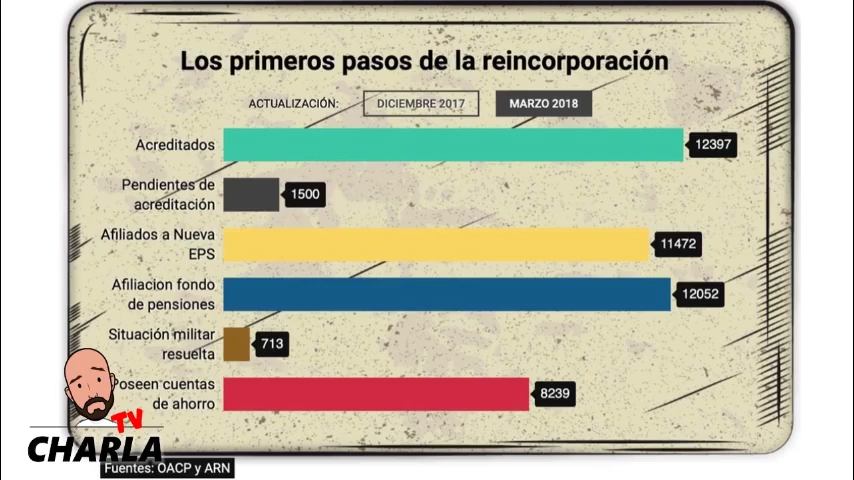 Los primeros pasos de la reincorporación
ACTUALIZACIÓN: DICIEMBRE 2017 MARZO 2018
Acreditados 12397
Pendientes de
acreditación 1500
Afiliados a Nueva
EPS 11472
Afiliacion fondo
de pensiones 12052
Situación militar
resuelta 713
Poseen cuentas
de ahorro 8239
TV
CHARLA
Fuentes: OACP y ARN